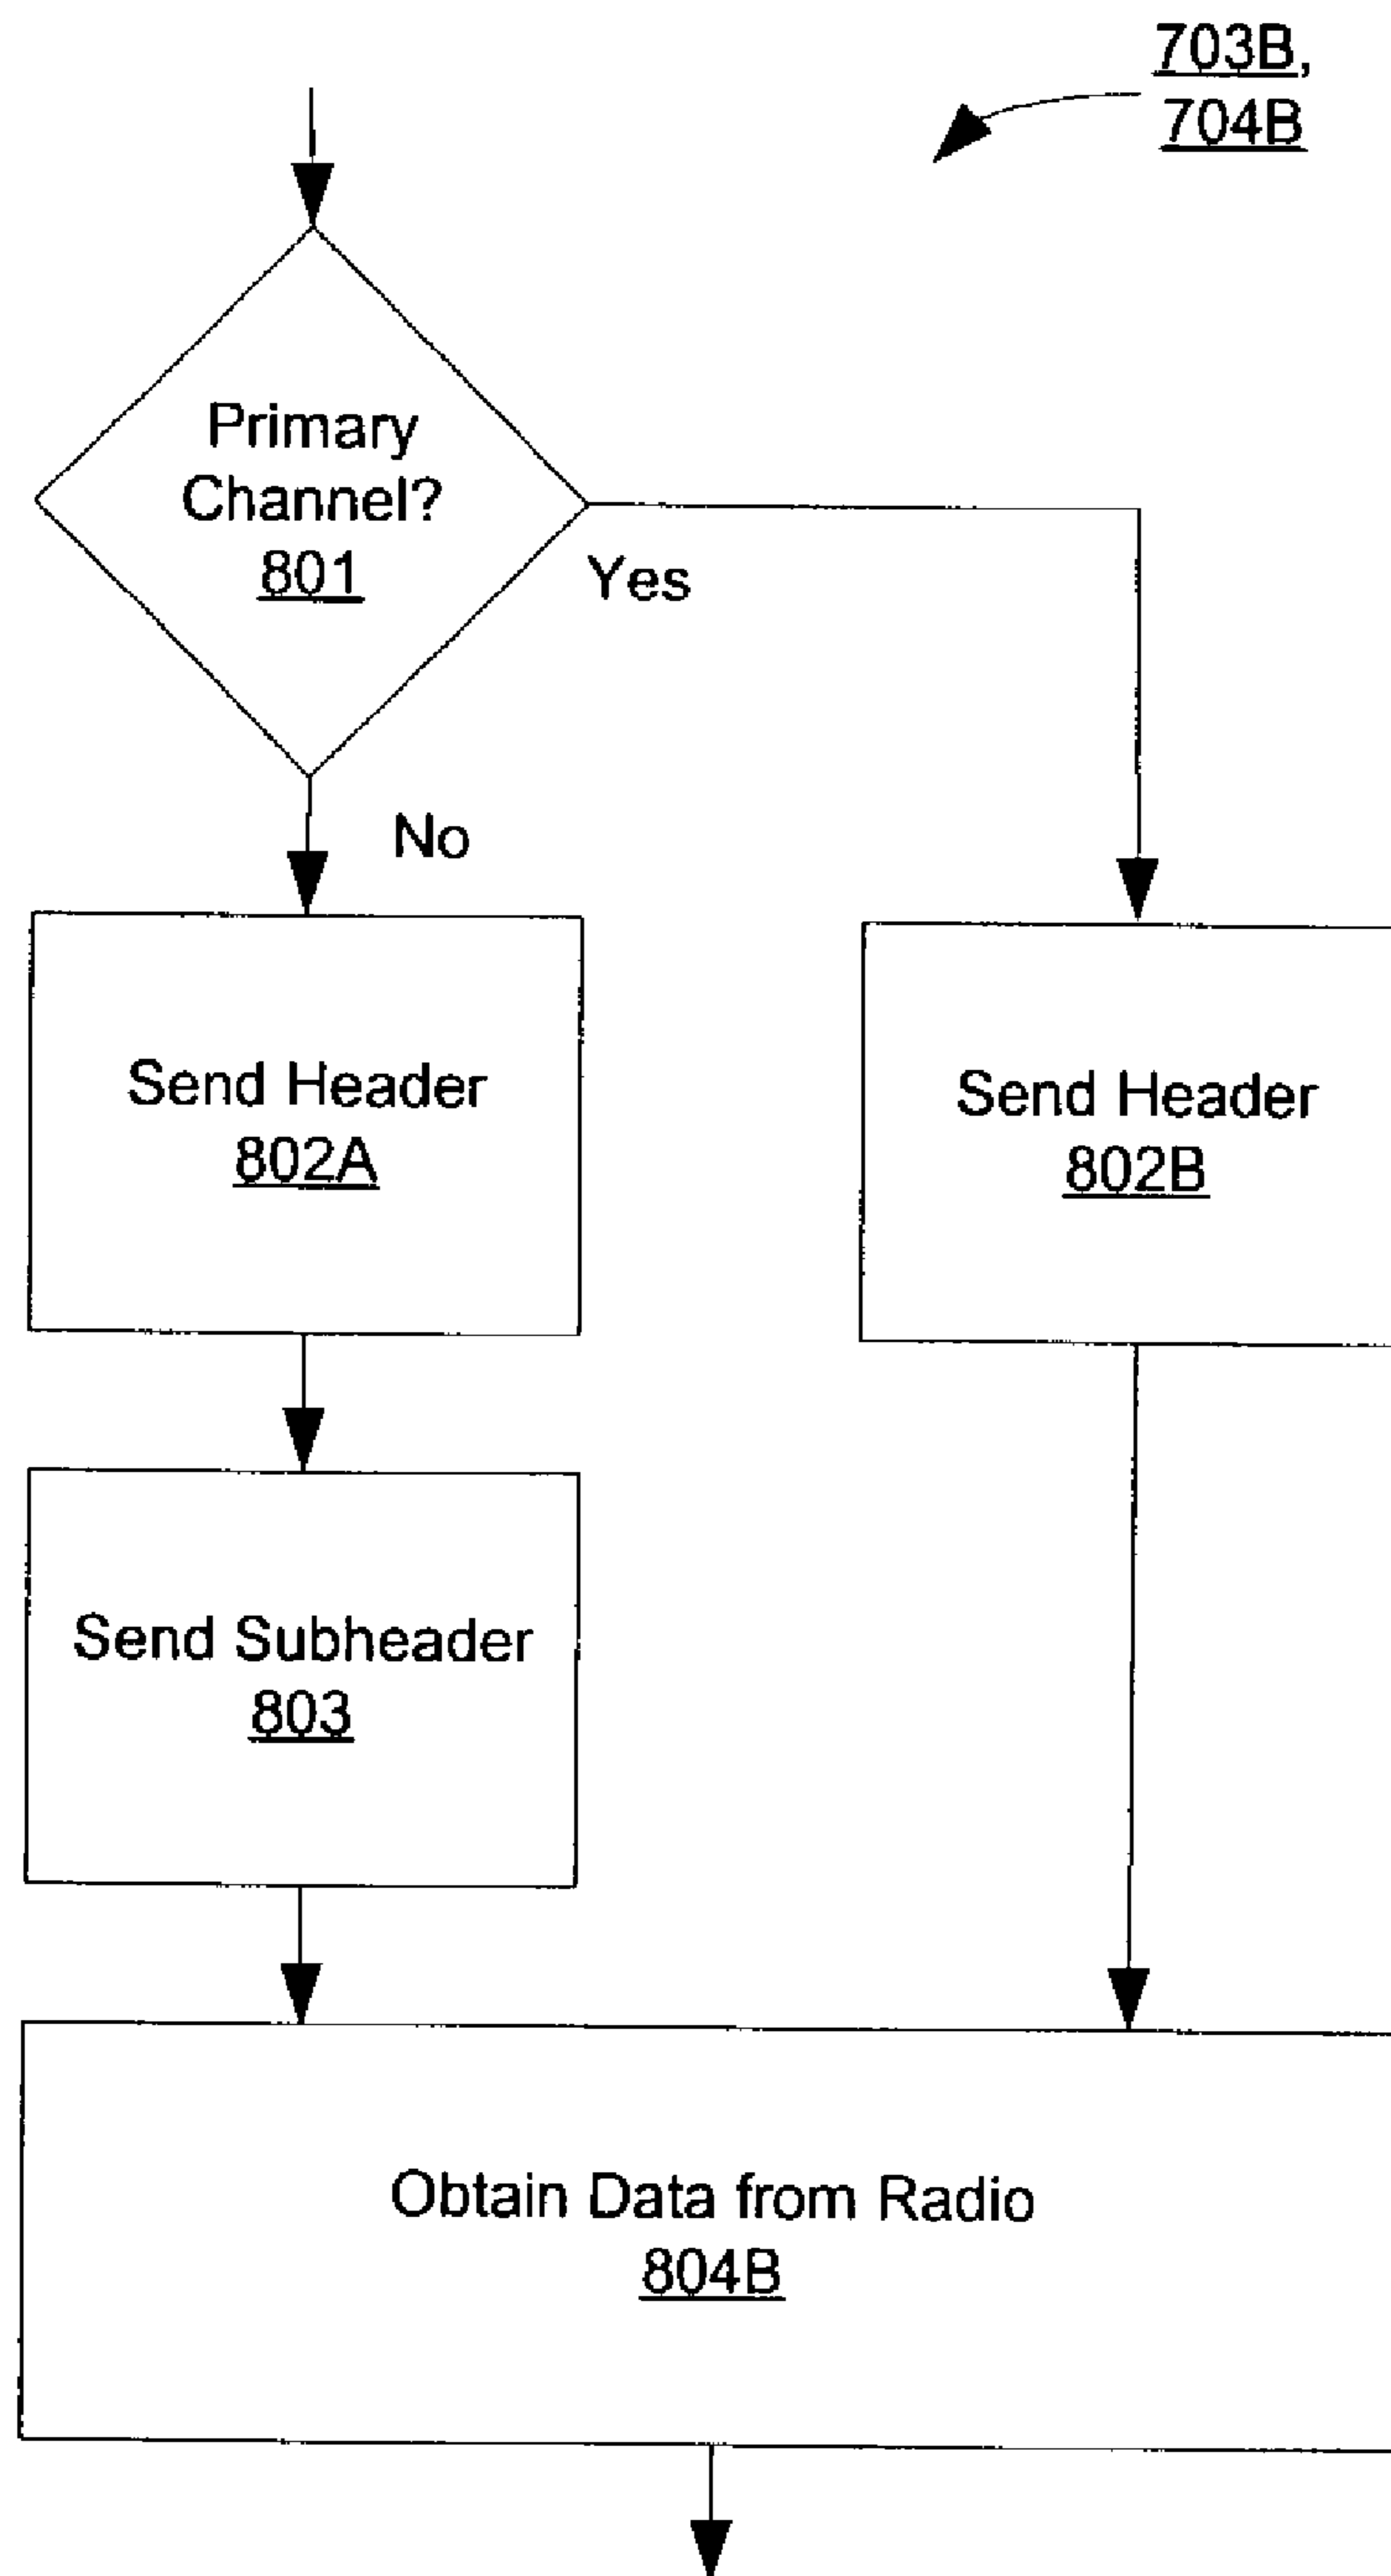 703B,
704B
Primary
Channel?
801
Yes
No
Send Header
802A
Send Header
802B
Send Subheader
803
Obtain Data from Radio
804B